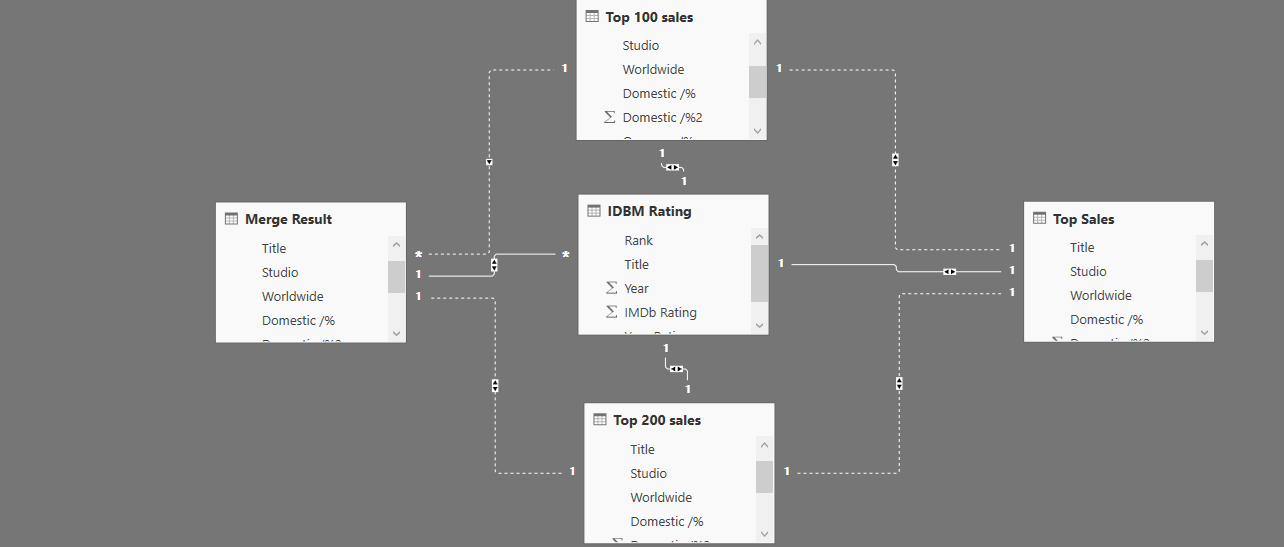 Top 100 sales
Studio
Worldwide
Domestic /%
Σ Domestic /%2
1
1
1
1
Merge Result
Title
Studio
Worldwide
Domestic /%
*
1
1
IDBM Rating
Rank
Title
Σ Year
Σ IMDb Rating
*
1
Top Sales
Title
Studio
Worldwide
Domestic /%
1
1
1
1
1
Top 200 sales
Title
Studio
Worldwide
Domestic /%
1
1